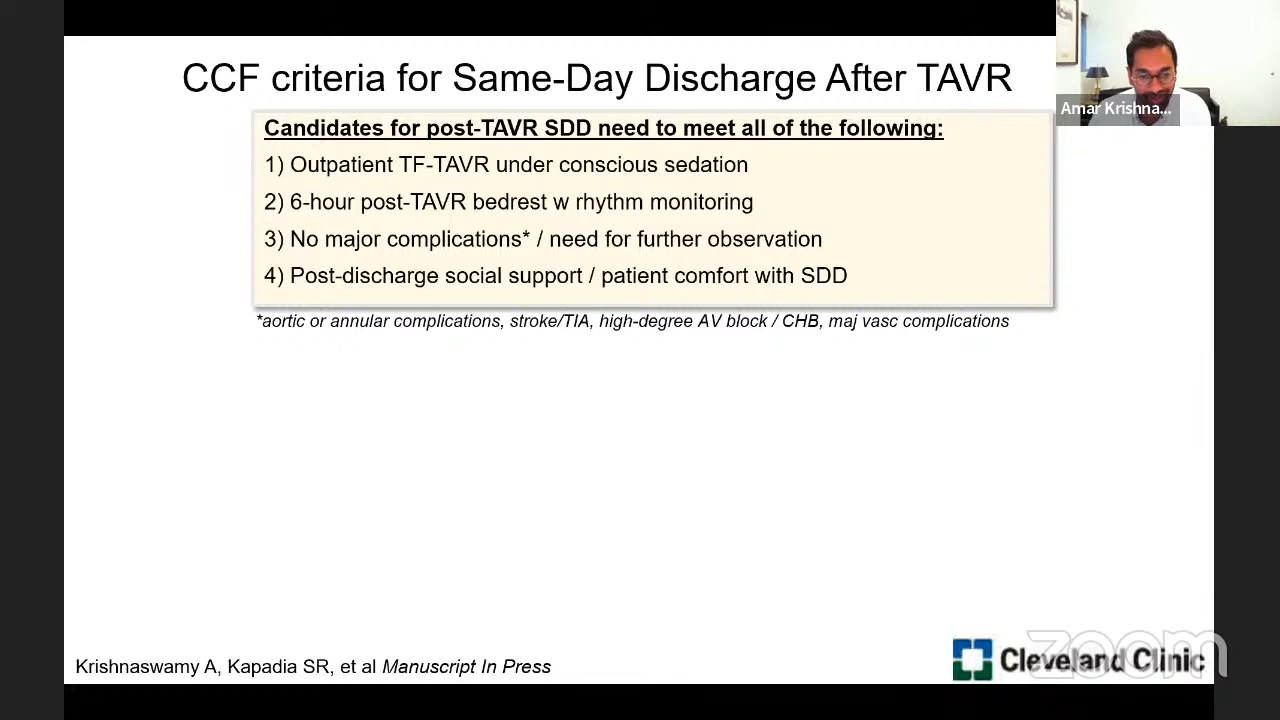 CCF criteria for Same-Day Discharge After TAVR
Amar Krishna...
Candidates for post-TAVR SDD need to meet all of the following:
1) Outpatient TF-TAVR under conscious sedation
2) 6-hour post-TAVR bedrest w rhythm monitoring
3) No major complications* / need for further observation
4) Post-discharge social support / patient comfort with SDD
*aortic or annular complications, stroke/TIA, high-degree AV block / CHB, maj vasc complications
Krishnaswamy A, Kapadia SR, et al Manuscript In Press
Cleveland Clinic
zoom